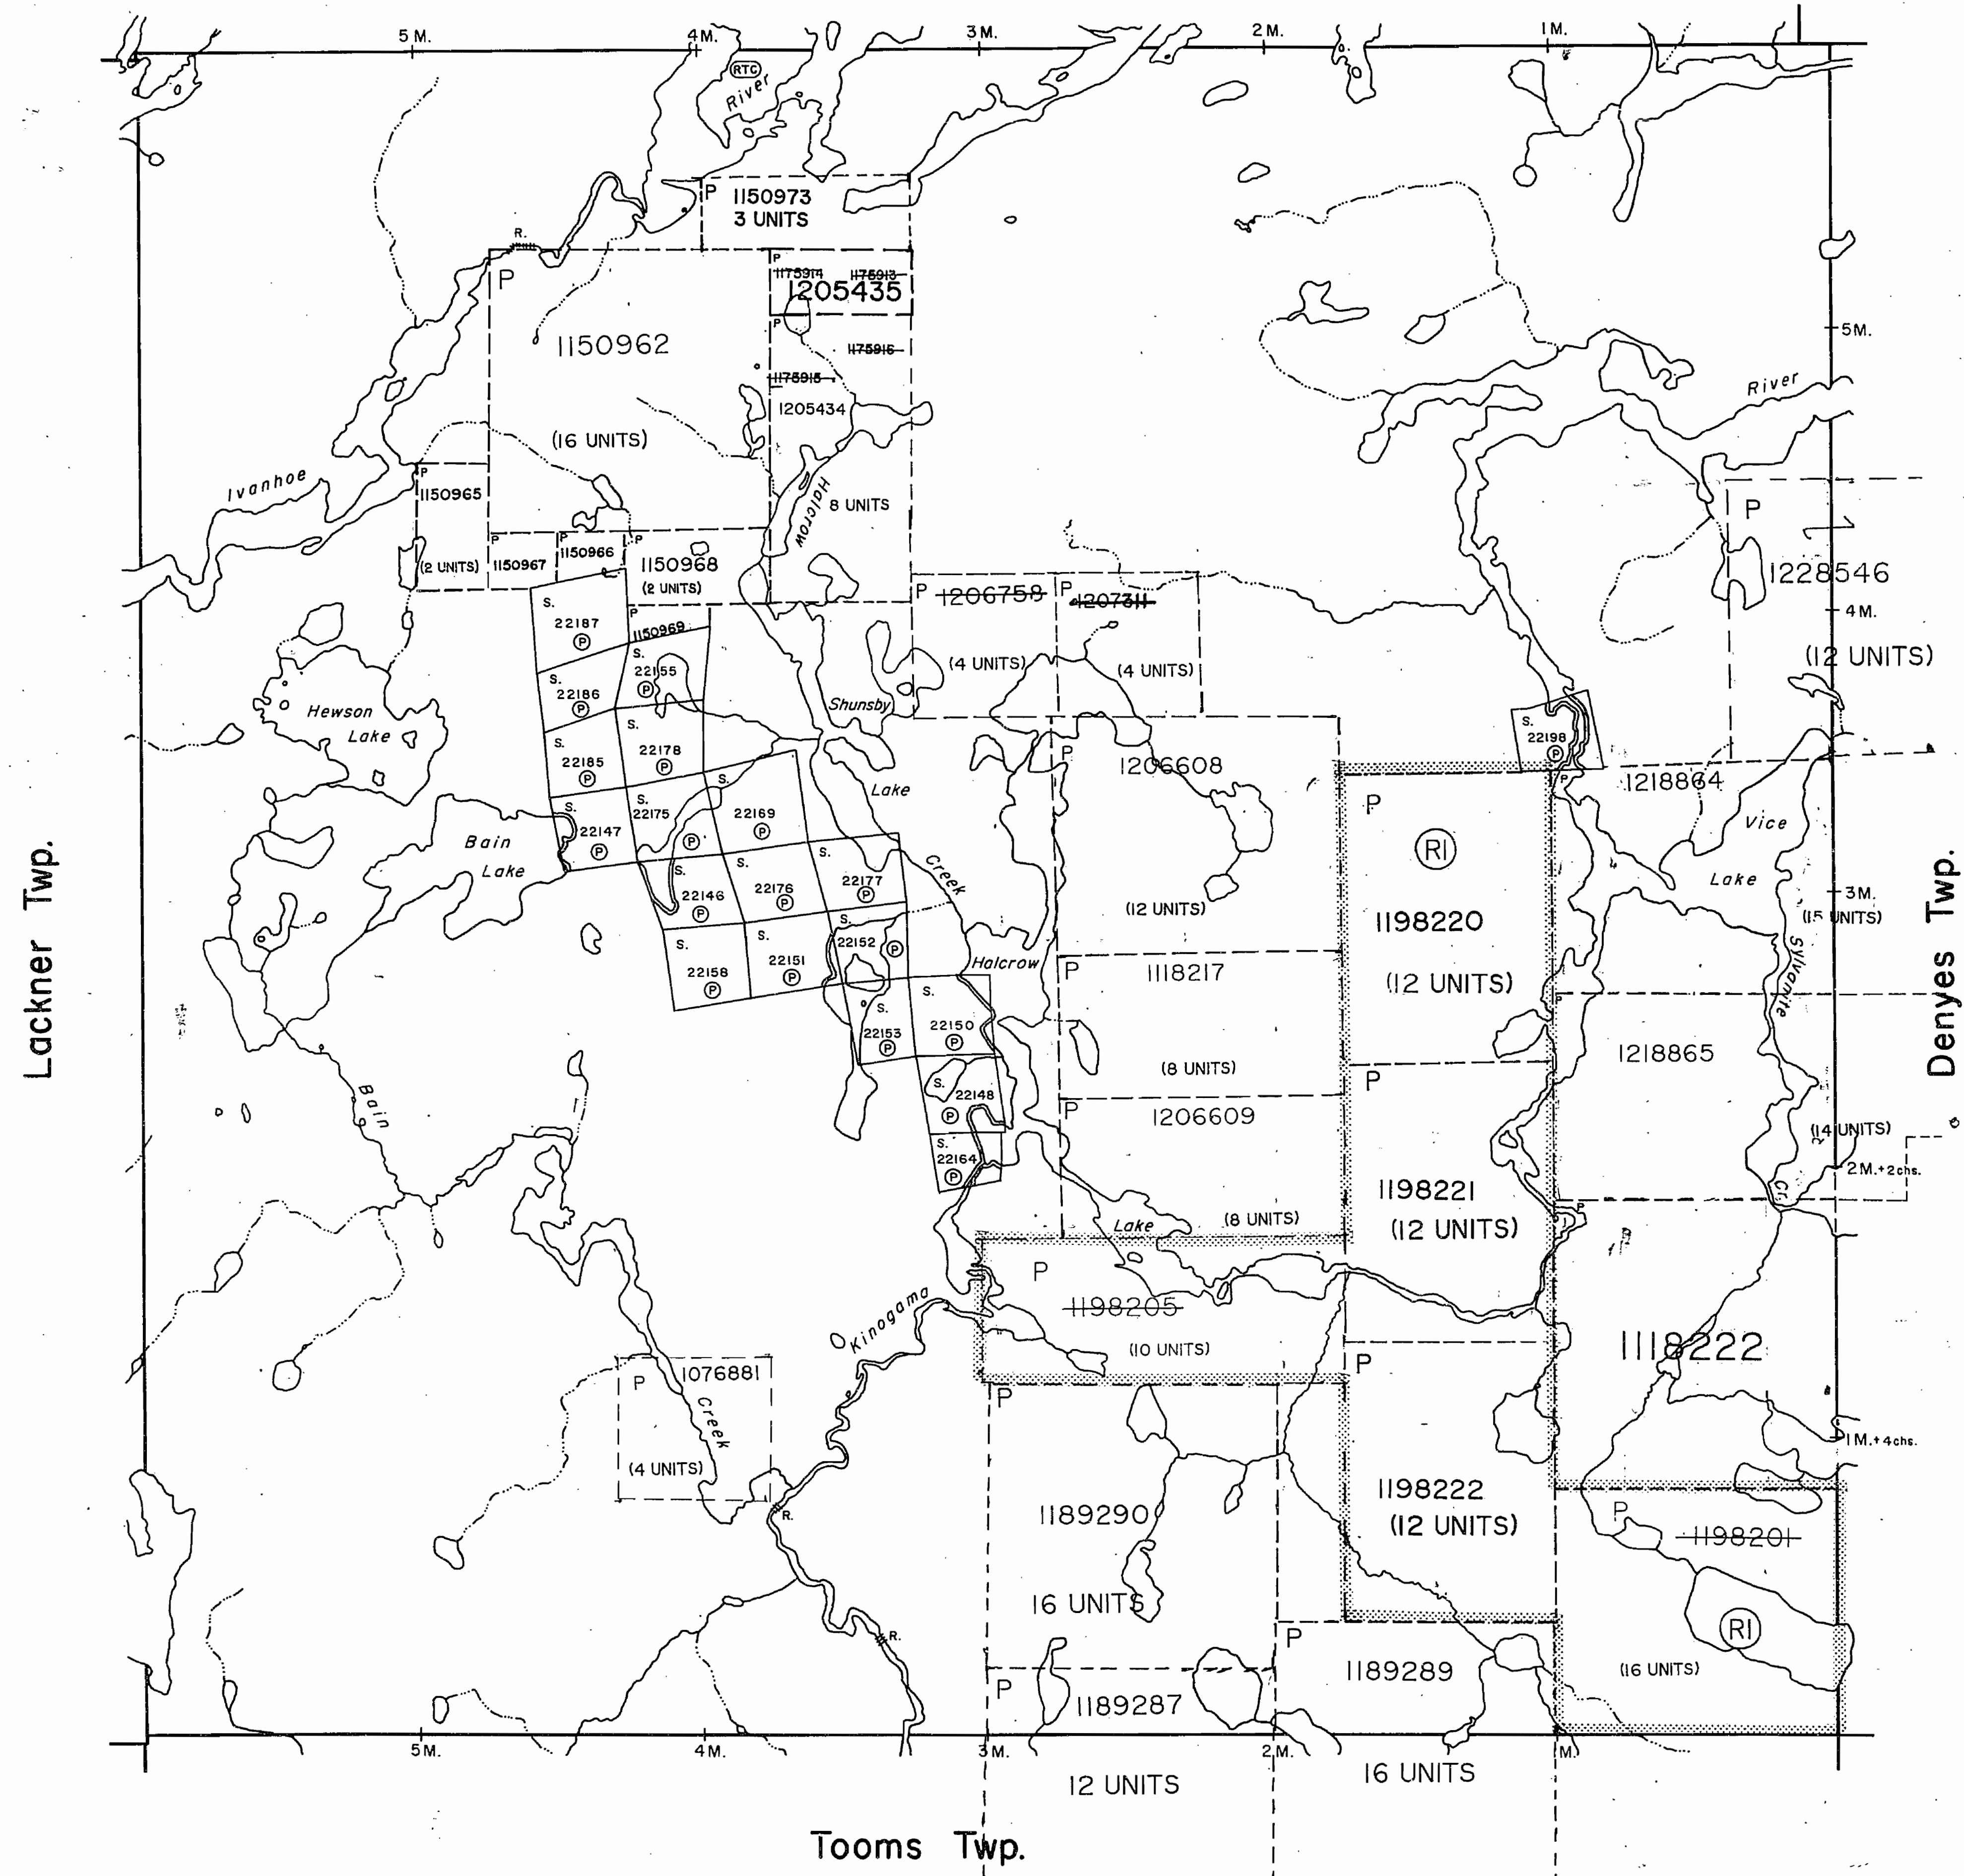 5 M.
4 M.
3 M.
2 M.
1 M.
RTC
River
P
1150973
3 UNITS
R.
P
1150962
(16 UNITS)
P
1175914
1175913
1205435
P
1175916
1175915
1205434
8 UNITS
Halcrow
5M.
River
Ivanhoe
P
1150965
(2 UNITS)
P
1150967
P
1150966
P
1150968
(2 UNITS)
P
1150969
P
1206758
(4 UNITS)
P
1207311
(4 UNITS)
P
1228546
4M.
(12 UNITS)
S.
22187
P
S.
22155
P
S.
22186
P
Hewson
Lake
Shunsby
Lake
S.
22178
P
S.
22185
P
S.
22198
P
P
1206608
(12 UNITS)
P
1218864
Vice
Lake
3M.
(15 UNITS)
P
RI
1198220
(12 UNITS)
Bain
Lake
S.
22147
P
S.
22175
P
S.
22169
P
S.
22146
P
S.
22176
P
S.
22177
P
Creek
S.
22158
P
S.
22151
P
S.
22152
P
Halcrow
P
1118217
(8 UNITS)
Sylvanite
Cr.
P
1218865
(14 UNITS)
2M.+2chs.
S.
22153
P
S.
22150
P
S.
22148
P
S.
22164
P
Lackner Twp.
Denyes Twp.
Bain
P
1206609
(8 UNITS)
Lake
P
1198221
(12 UNITS)
P
1118222
P
1198205
(10 UNITS)
Kinogama
P
1076881
(4 UNITS)
Creek
R.
P
1198222
(12 UNITS)
1M.+4chs.
P
1189290
16 UNITS
P
1198201
RI
(16 UNITS)
R.
P
1189289
P
1189287
5M.
4M.
3M.
2M.
M.
12 UNITS
16 UNITS
Tooms Twp.